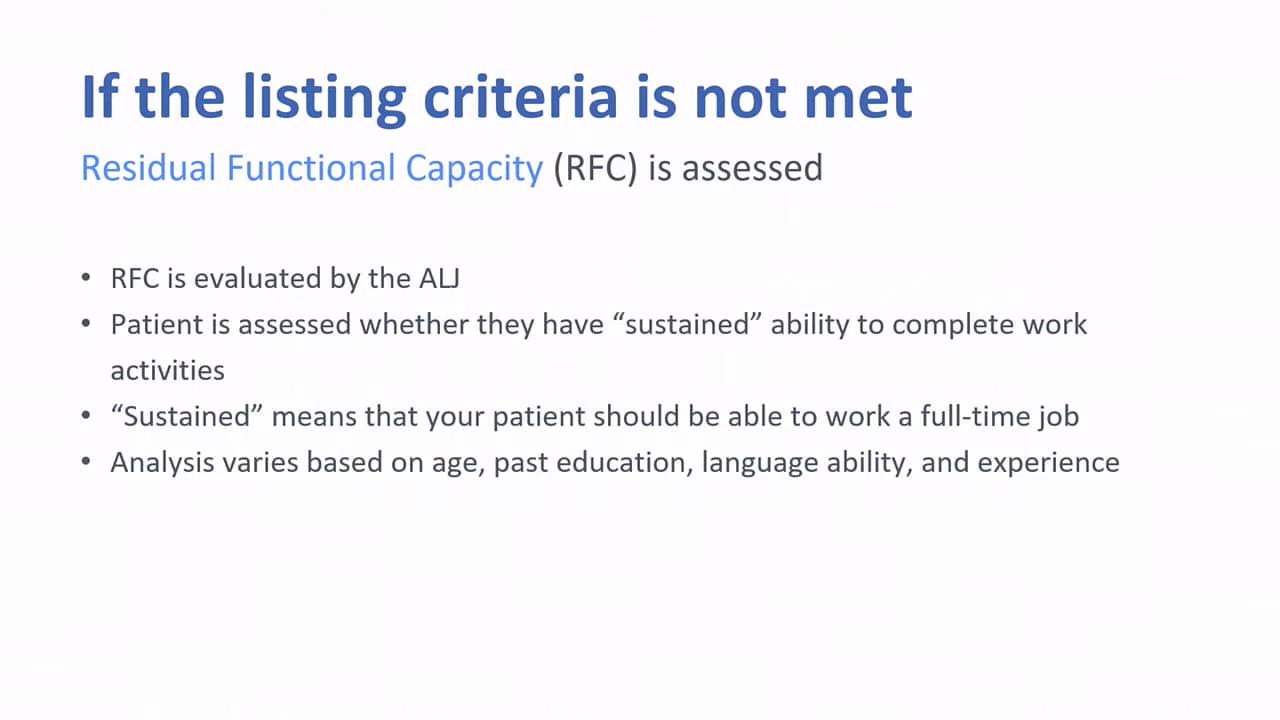 If the listing criteria is not met
Residual Functional Capacity (RFC) is assessed
• RFC is evaluated by the ALJ
• Patient is assessed whether they have “sustained” ability to complete work
activities
• “Sustained” means that your patient should be able to work a full-time job
• Analysis varies based on age, past education, language ability, and experience